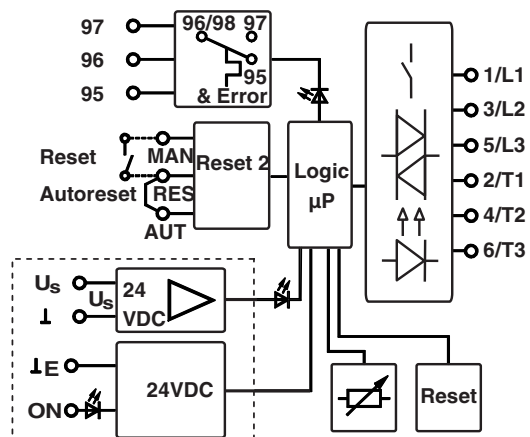 97
96
95
96/98 97
95
& Error
1/L1
3/L2
5/L3
2/T1
4/T2
6/T3
Reset
Autoreset
MAN
RES
AUT
Reset 2
Logic
µP
Us
Us
⊥
24
VDC
⊥E
ON
24VDC
Reset